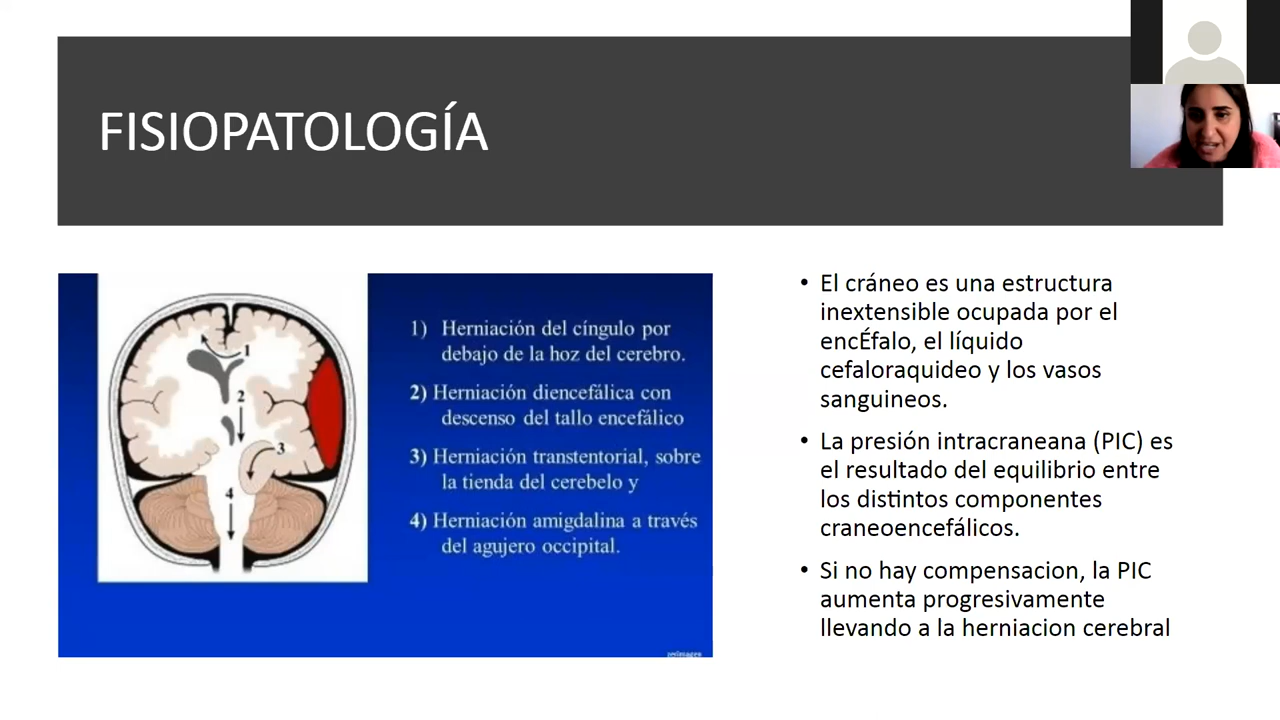 FISIOPATOLOGÍA
1
2
3
4
1) Herniación del cíngulo por
debajo de la hoz del cerebro.
2) Herniación diencefálica con
descenso del tallo encefálico
3) Herniación transtentorial, sobre
la tienda del cerebelo y
4) Herniación amigdalina a través
del agujero occipital.
• El cráneo es una estructura
inextensible ocupada por el
encÉfalo, el líquido
cefaloraquideo y los vasos
sanguineos.
• La presión intracraneana (PIC) es
el resultado del equilibrio entre
los distintos componentes
craneoencefálicos.
• Si no hay compensacion, la PIC
aumenta progresivamente
llevando a la herniacion cerebral